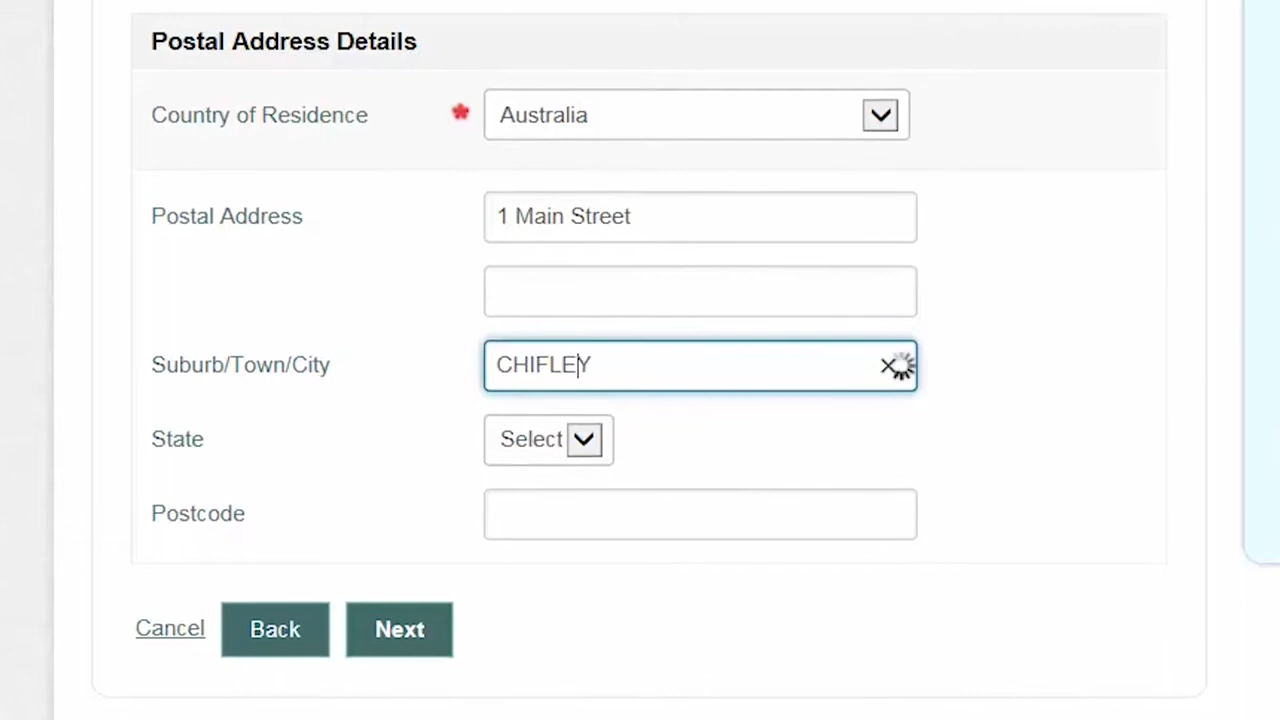 Postal Address Details
Country of Residence * Australia
Postal Address 1 Main Street
Suburb/Town/City CHIFLEY
State Select
Postcode
Cancel Back Next